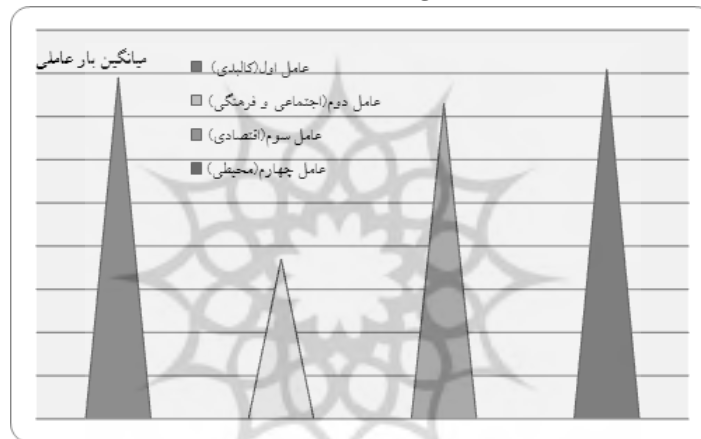 میانگین بار عاملی
عامل اول(کالبدی)
عامل دوم(اجتماعی و فرهنگی)
عامل سوم(اقتصادی)
عامل چهارم(محیطی)